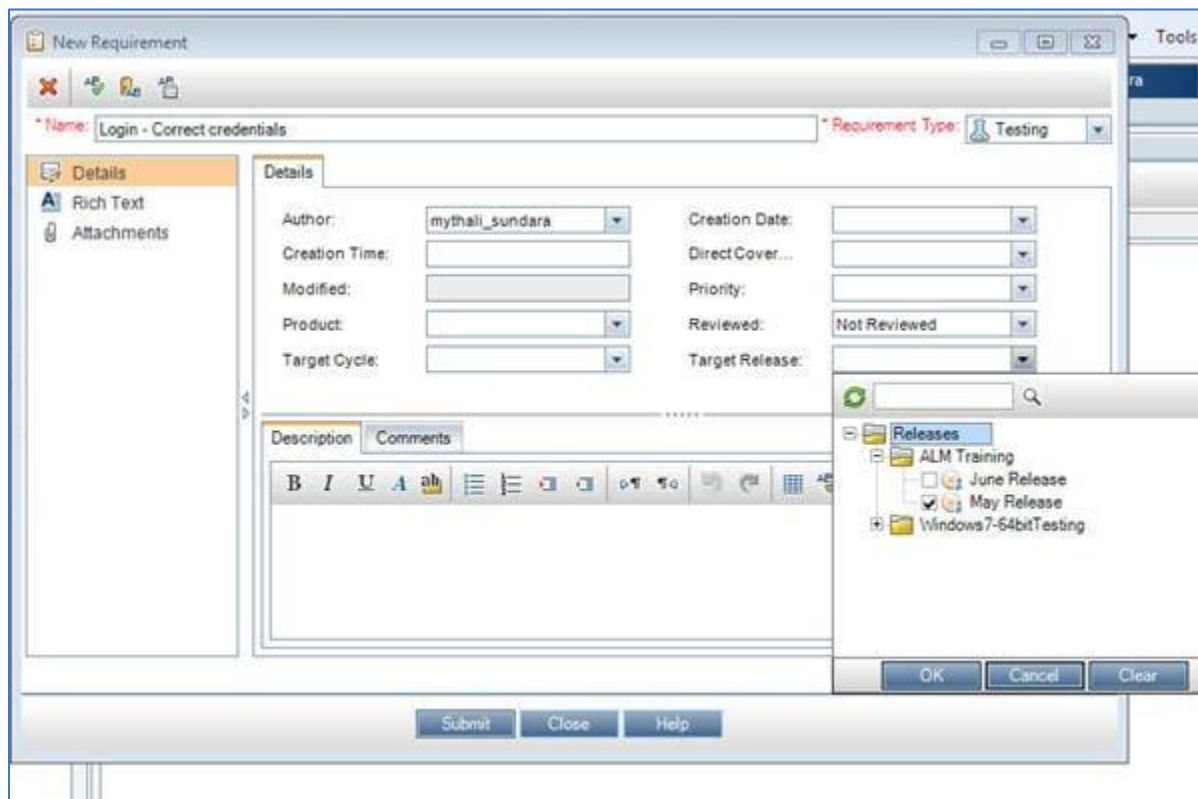 New Requirement
Tools
ra
* Name: Login - Correct credentials * Requirement Type: Testing
Details
Rich Text
Attachments
Details
Author: mythali_sundara Creation Date:
Creation Time: Direct Cover...
Modified: Priority:
Product: Reviewed: Not Reviewed
Target Cycle: Target Release:
Releases
ALM Training
June Release
May Release
Windows7-64bitTesting
Description Comments
B I U A ab
OK Cancel Clear
Submit Close Help